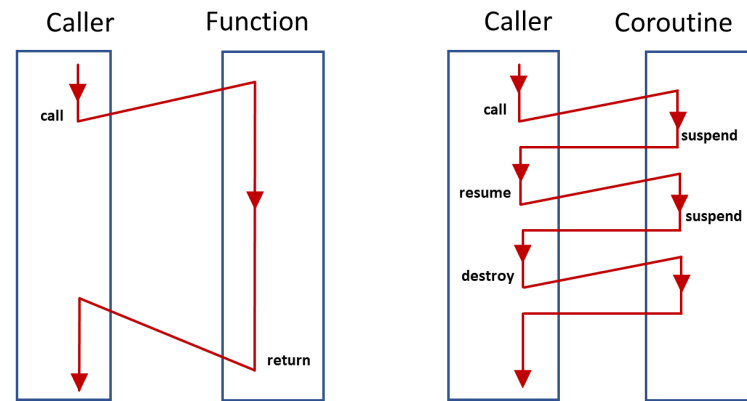 Caller
Function
call
return
Caller
Coroutine
call
suspend
resume
suspend
destroy